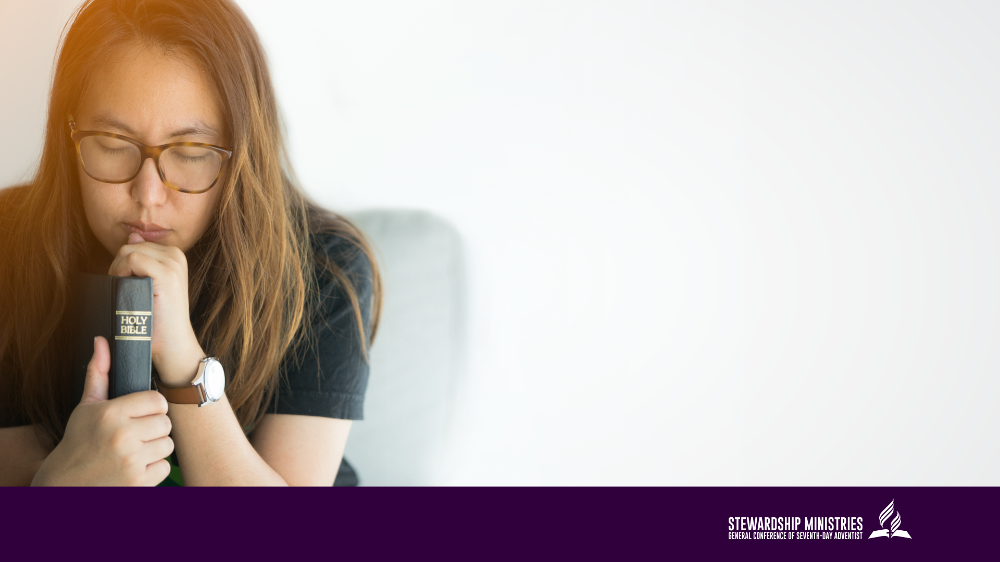 HOLY
BIBLE
STEWARDSHIP MINISTRIES
GENERAL CONFERENCE OF SEVENTH-DAY ADVENTIST